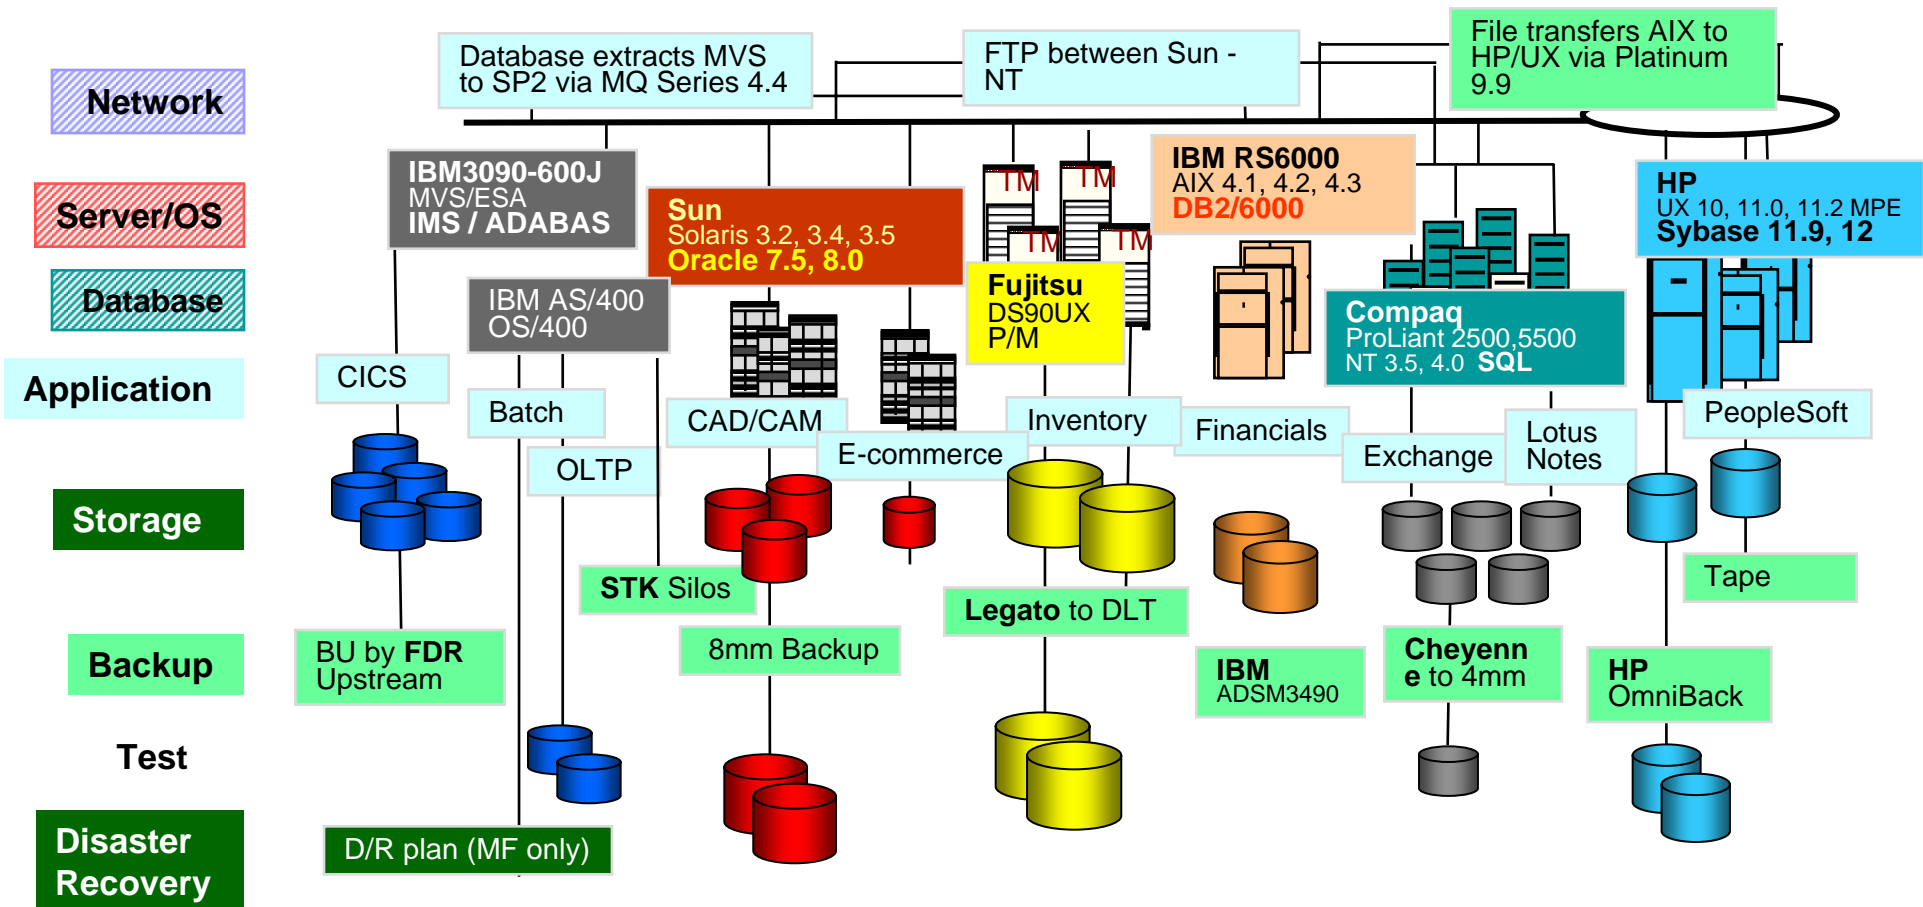 Database extracts MVS
to SP2 via MQ Series 4.4
FTP between Sun -
NT
File transfers AIX to
HP/UX via Platinum
9.9
Network
Server/OS
Database
Application
Storage
Backup
Test
Disaster
Recovery
IBM3090-600J
MVS/ESA
IMS / ADABAS
Sun
Solaris 3.2, 3.4, 3.5
Oracle 7.5, 8.0
TM
TM
TM
TM
IBM RS6000
AIX 4.1, 4.2, 4.3
DB2/6000
HP
UX 10, 11.0, 11.2 MPE
Sybase 11.9, 12
IBM AS/400
OS/400
Fujitsu
DS90UX
P/M
Compaq
ProLiant 2500,5500
NT 3.5, 4.0 SQL
CICS
Batch
OLTP
CAD/CAM
E-commerce
Inventory
Financials
Exchange
Lotus
Notes
PeopleSoft
STK Silos
Legato to DLT
Tape
BU by FDR
Upstream
8mm Backup
IBM
ADSM3490
Cheyenn
e to 4mm
HP
OmniBack
D/R plan (MF only)